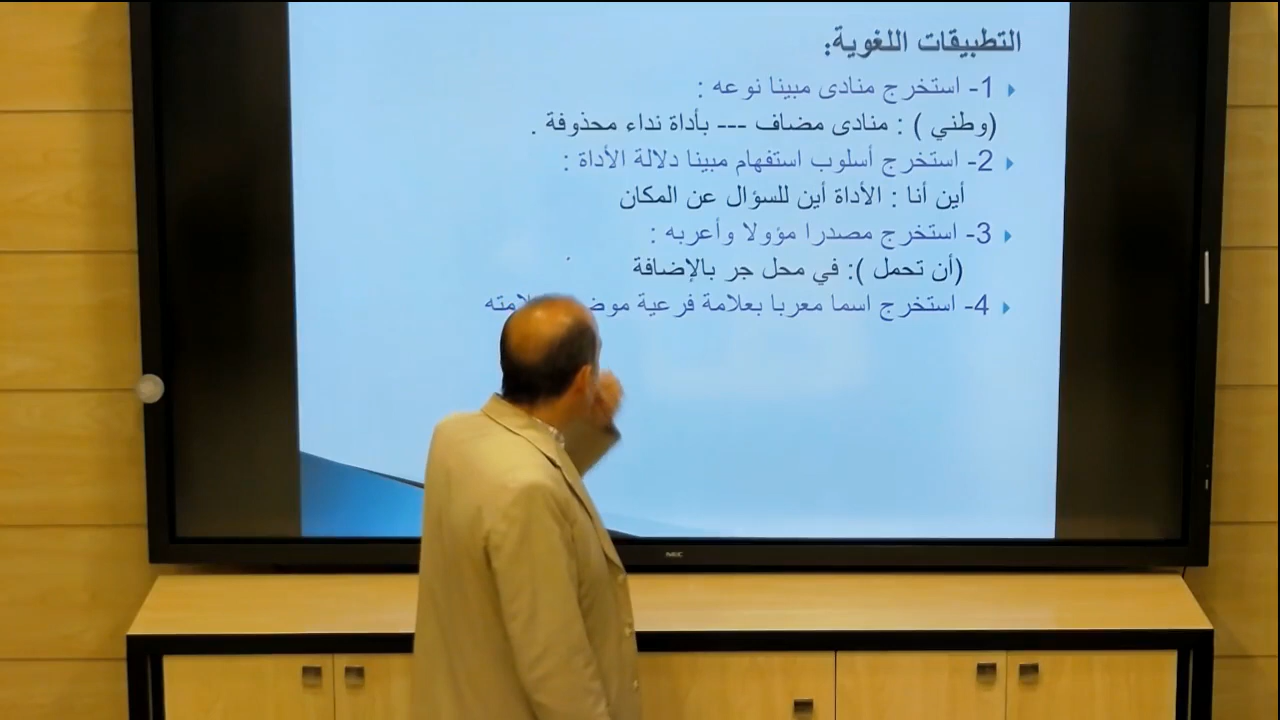 التطبيقات اللغوية:
1- استخرج منادى مبينا نوعه :
(وطني ) : منادى مضاف --- بأداة نداء محذوفة .
2- استخرج أسلوب استفهام مبينا دلالة الأداة :
أين أنا : الأداة أين للسؤال عن المكان
3- استخرج مصدرا مؤولا وأعربه :
(أن تحمل ): في محل جر بالإضافة
4- استخرج اسما معربا بعلامة فرعية
NEC